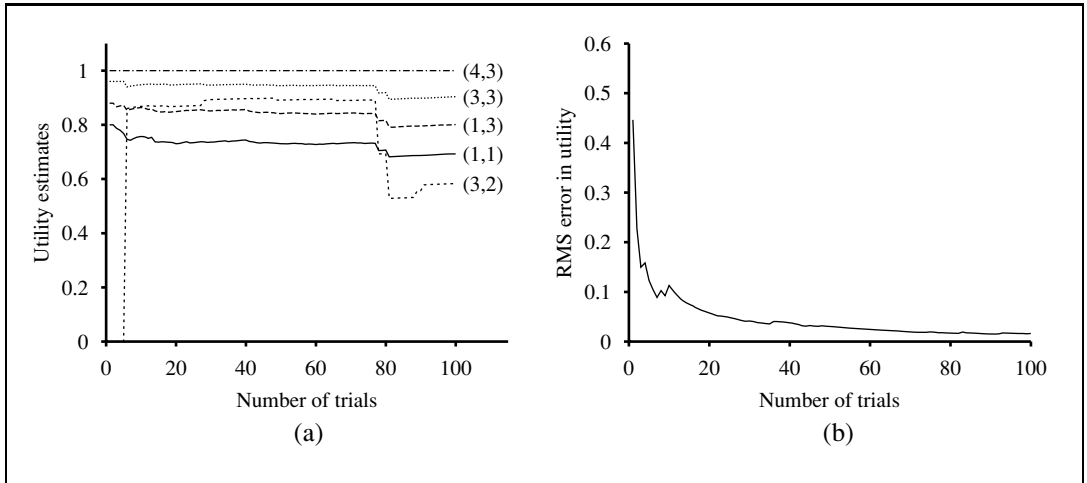 1
0.8
0.6
0.4
0.2
0
Utility estimates
0 20 40 60 80 100
Number of trials
(4,3)
(3,3)
(1,3)
(1,1)
(3,2)
(a)
0.6
0.5
0.4
0.3
0.2
0.1
0
RMS error in utility
0 20 40 60 80 100
Number of trials
(b)